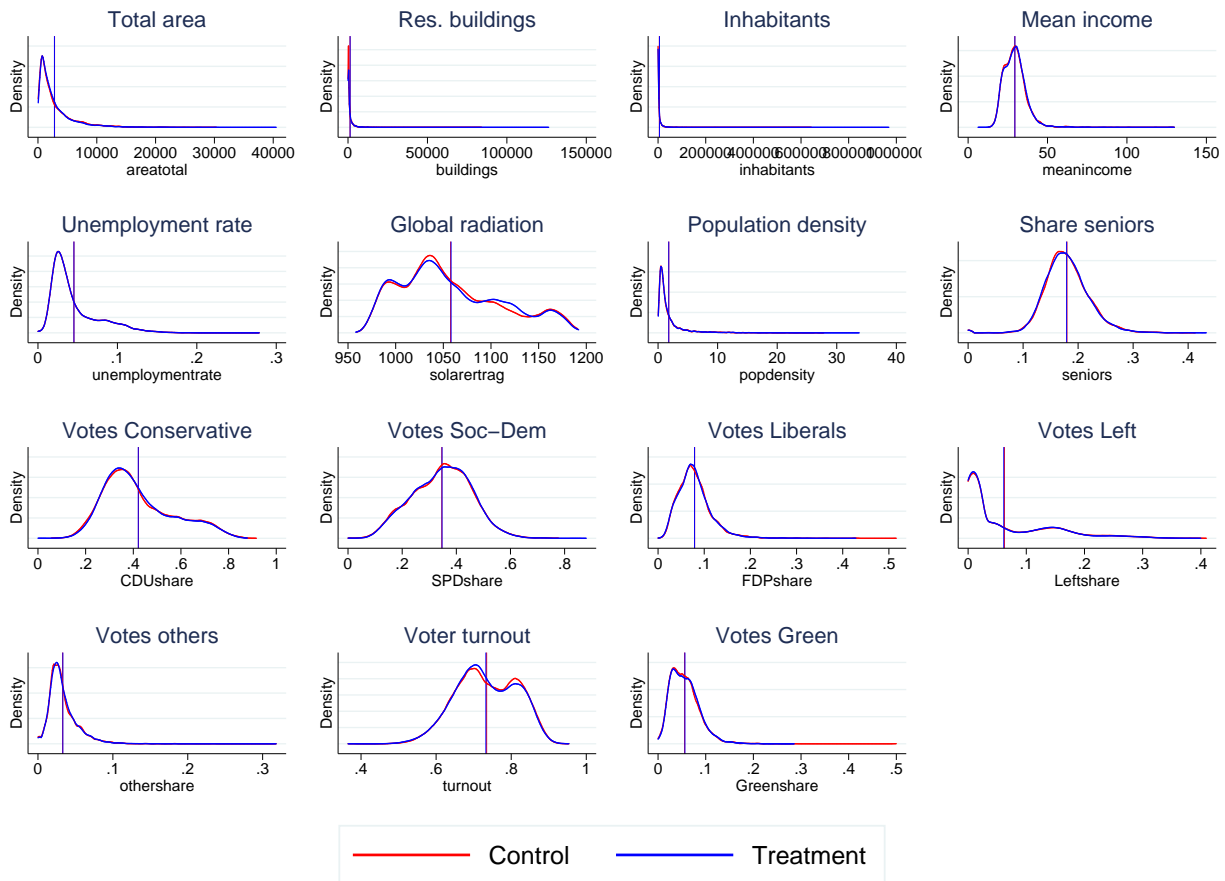 Total area Res. buildings Inhabitants Mean income
Density Density Density Density
0 10000 20000 30000 40000 0 50000 100000 150000 0 200000 400000 600000 800000 1000000 0 50 100 150
areatotal buildings inhabitants meanincome
Unemployment rate Global radiation Population density Share seniors
Density Density Density Density
0 .1 .2 .3 950 1000 1050 1100 1150 1200 0 10 20 30 40 0 .1 .2 .3 .4
unemploymentrate solarertrag popdensity seniors
Votes Conservative Votes Soc−Dem Votes Liberals Votes Left
Density Density Density Density
0 .2 .4 .6 .8 1 0 .2 .4 .6 .8 0 .1 .2 .3 .4 .5 0 .1 .2 .3 .4
CDUshare SPDshare FDPshare Leftshare
Votes others Voter turnout Votes Green
Density Density Density
0 .1 .2 .3 .4 .6 .8 1 0 .1 .2 .3 .4 .5
othershare turnout Greenshare
Control Treatment